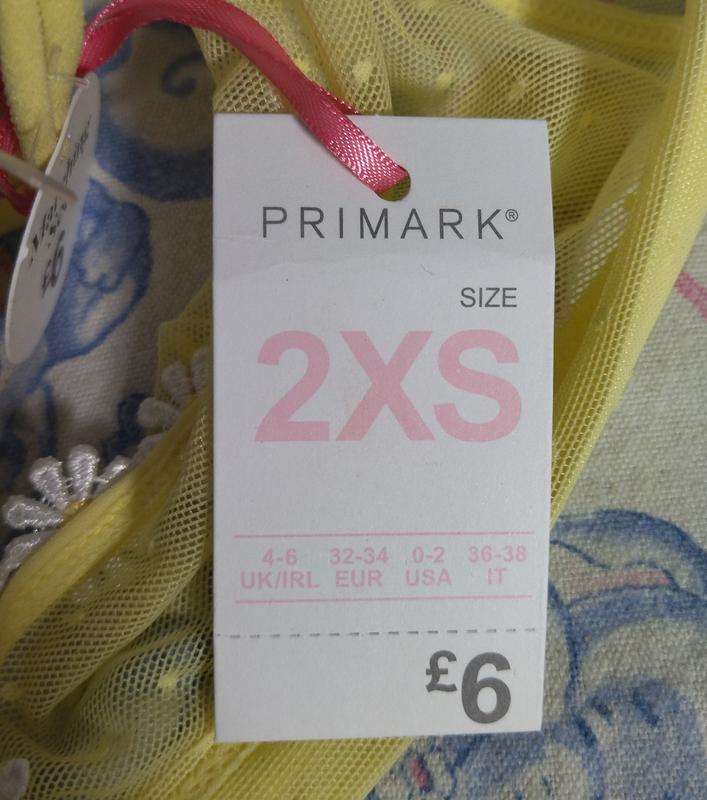 PRIMARK®
SIZE
2XS
4-6 32-34 0-2 36-38
UK/IRL EUR USA IT
£6